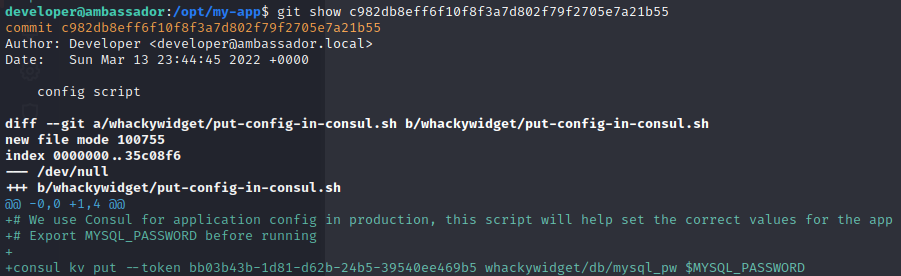 developer@ambassador:/opt/my-app$ git show c982db8eff6f10f8f3a7d802f79f2705e7a21b55
commit c982db8eff6f10f8f3a7d802f79f2705e7a21b55
Author: Developer <developer@ambassador.local>
Date:   Sun Mar 13 23:44:45 2022 +0000
    config script
diff --git a/whackywidget/put-config-in-consul.sh b/whackywidget/put-config-in-consul.sh
new file mode 100755
index 0000000..35c08f6
--- /dev/null
+++ b/whackywidget/put-config-in-consul.sh
@@ -0,0 +1,4 @@
+# We use Consul for application config in production, this script will help set the correct values for the app
+# Export MYSQL_PASSWORD before running
+
+consul kv put --token bb03b43b-1d81-d62b-24b5-39540ee469b5 whackywidget/db/mysql_pw $MYSQL_PASSWORD